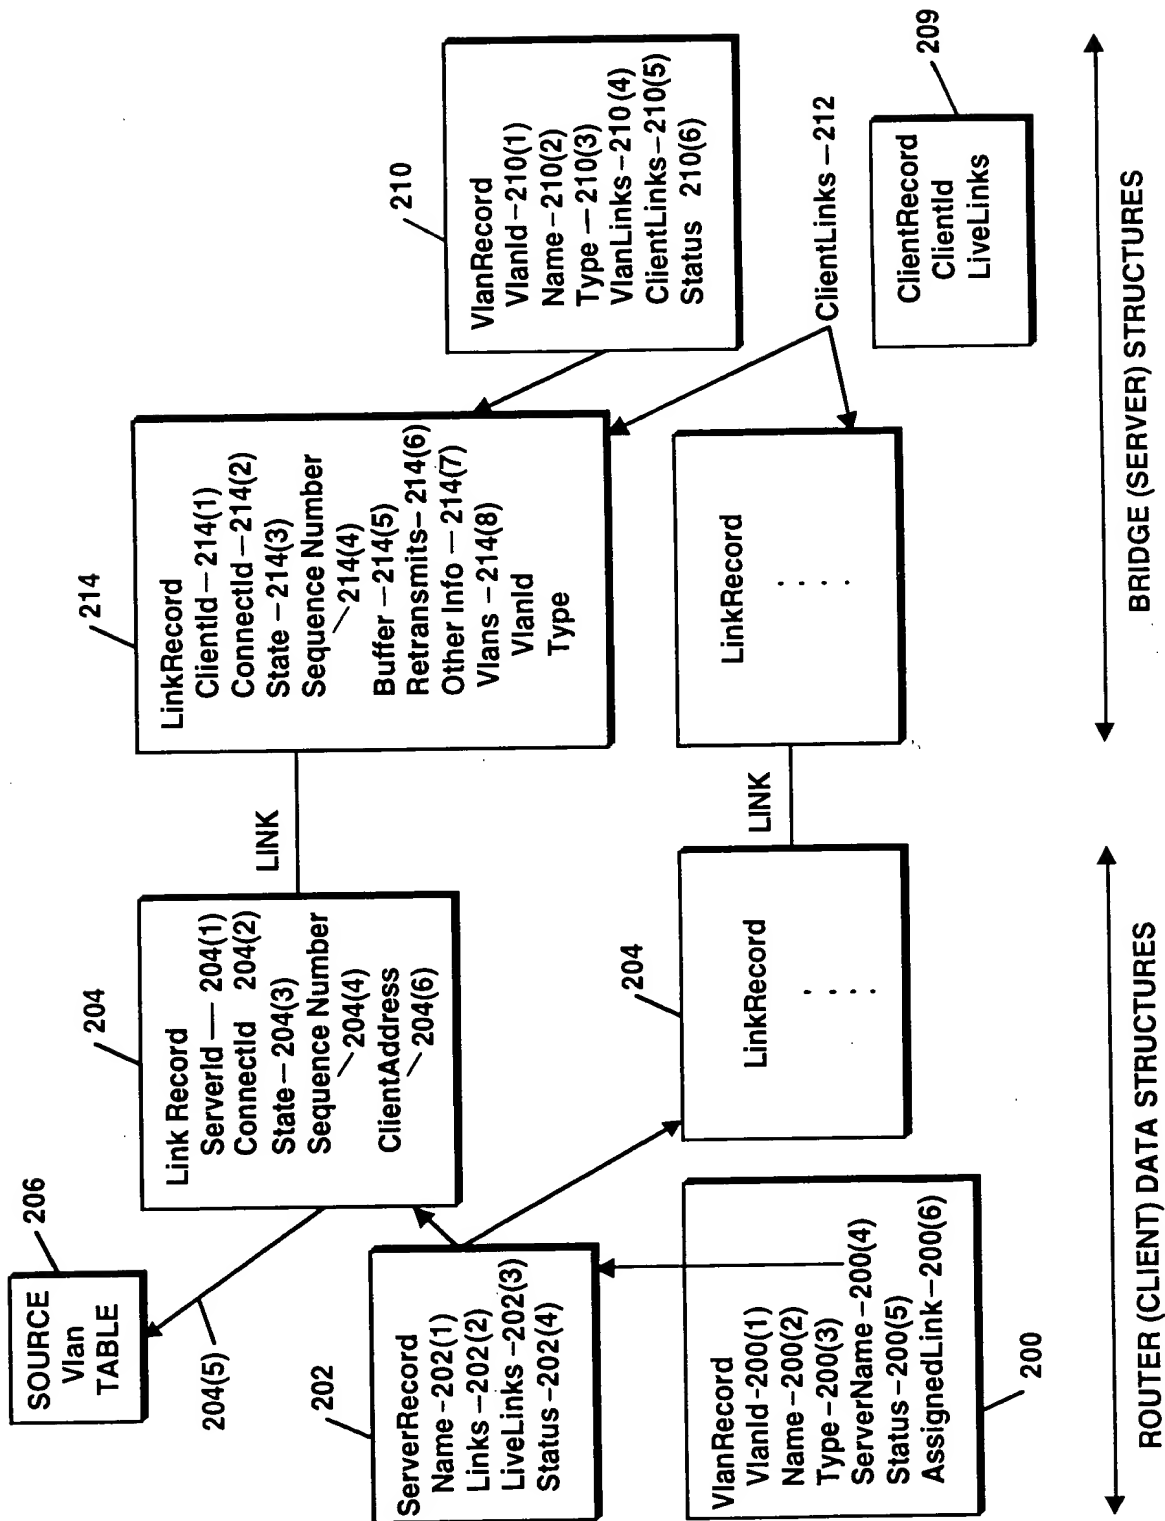 SOURCE
Vlan
TABLE
206
204(5)
204
Link Record
ServerId — 204(1)
ConnectId 204(2)
State – 204(3)
Sequence Number
204(4)
ClientAddress
204(6)
LINK
214
LinkRecord
ClientId – 214(1)
ConnectId – 214(2)
State – 214(3)
Sequence Number
214(4)
Buffer – 214(5)
Retransmits – 214(6)
Other Info – 214(7)
Vlans – 214(8)
VlanId
Type
210
VlanRecord
VlanId – 210(1)
Name – 210(2)
Type – 210(3)
VlanLinks – 210(4)
ClientLinks – 210(5)
Status 210(6)
202
ServerRecord
Name – 202(1)
Links – 202(2)
LiveLinks – 202(3)
Status – 202(4)
204
LinkRecord
. . . .
LINK
LinkRecord
. . . .
ClientLinks – 212
209
ClientRecord
ClientId
LiveLinks
VlanRecord
VlanId – 200(1)
Name – 200(2)
Type – 200(3)
ServerName – 200(4)
Status – 200(5)
AssignedLink – 200(6)
200
ROUTER (CLIENT) DATA STRUCTURES
BRIDGE (SERVER) STRUCTURES